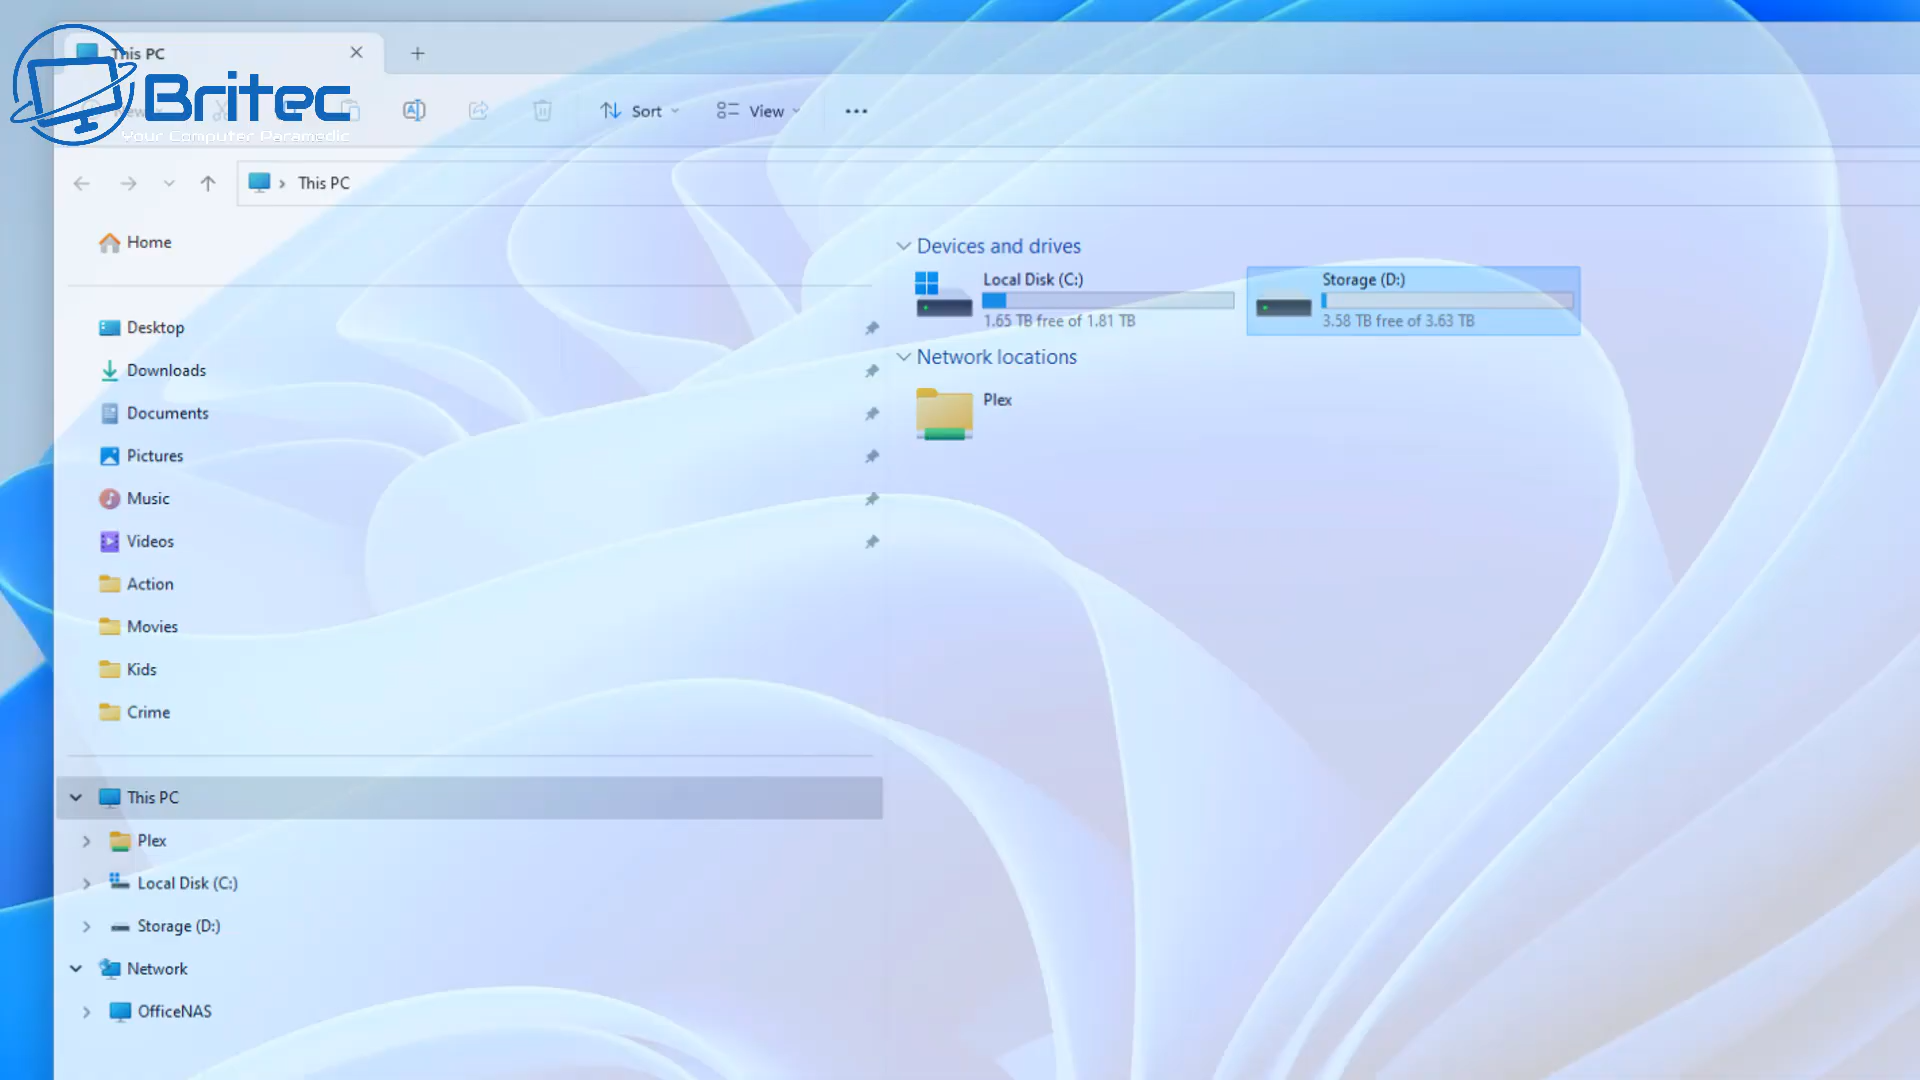 This PC
Britec
Your Computer Paramedic
New
Sort
View
This PC
Home
Devices and drives
Local Disk (C:)
1.65 TB free of 1.81 TB
Storage (D:)
3.58 TB free of 3.63 TB
Network locations
Plex
Desktop
Downloads
Documents
Pictures
Music
Videos
Action
Movies
Kids
Crime
This PC
Plex
Local Disk (C:)
Storage (D:)
Network
OfficeNAS